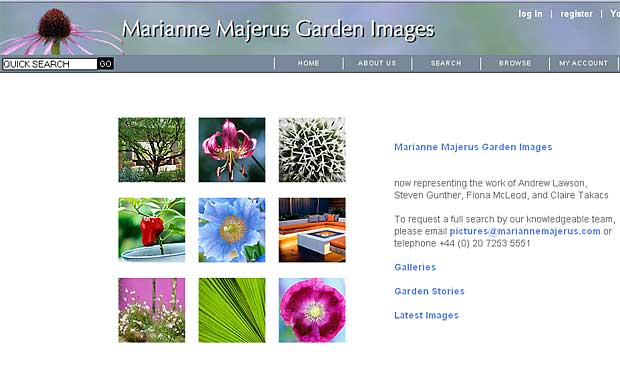 log in | register | Yo
Marianne Majerus Garden Images
QUICK SEARCH GO
HOME | ABOUT US | SEARCH | BROWSE | MY ACCOUNT
Marianne Majerus Garden Images
now representing the work of Andrew Lawson,
Steven Gunther, Fiona McLeod, and Claire Takacs
To request a full search by our knowledgeable team,
please email pictures@mariannemajerus.com or
telephone +44 (0) 20 7253 5551
Galleries
Garden Stories
Latest Images